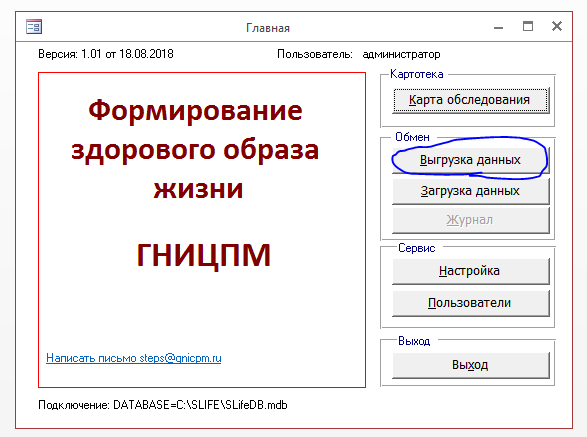 Главная
Версия: 1.01 от 18.08.2018 Пользователь: администратор
Формирование
здорового образа
жизни
ГНИЦПМ
Написать письмо steps@gnicpm.ru
Картотека
Карта обследования
Обмен
Выгрузка данных
Загрузка данных
Журнал
Сервис
Настройка
Пользователи
Выход
Выход
Подключение: DATABASE=C:\SLIFE\SLifeDB.mdb